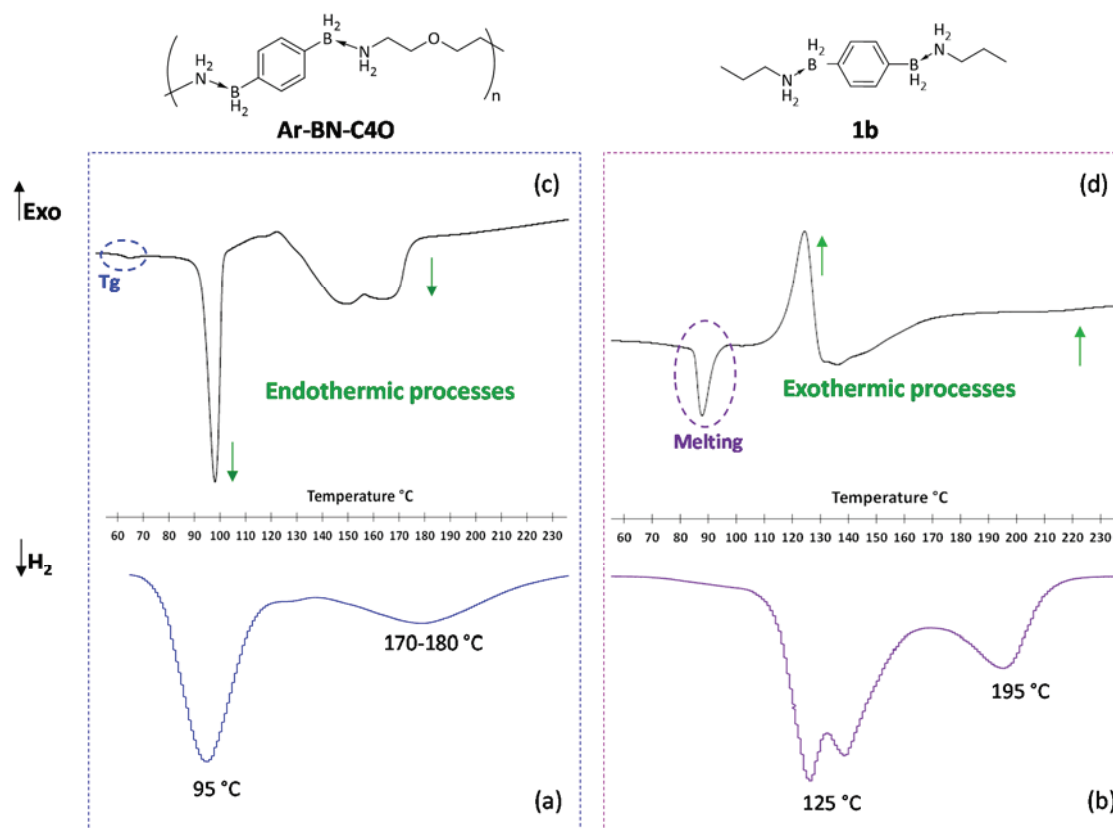 H₂
B
N
H₂
O
H₂
N
B
H₂
n
Ar-BN-C4O
H₂
B
H₂
N
N
H₂
B
H₂
1b
Exo
(c)
Tg
Endothermic processes
Temperature °C
60 70 80 90 100 110 120 130 140 150 160 170 180 190 200 210 220 230
(d)
Melting
Exothermic processes
Temperature °C
60 70 80 90 100 110 120 130 140 150 160 170 180 190 200 210 220 230
H₂
95 °C
170-180 °C
(a)
125 °C
195 °C
(b)